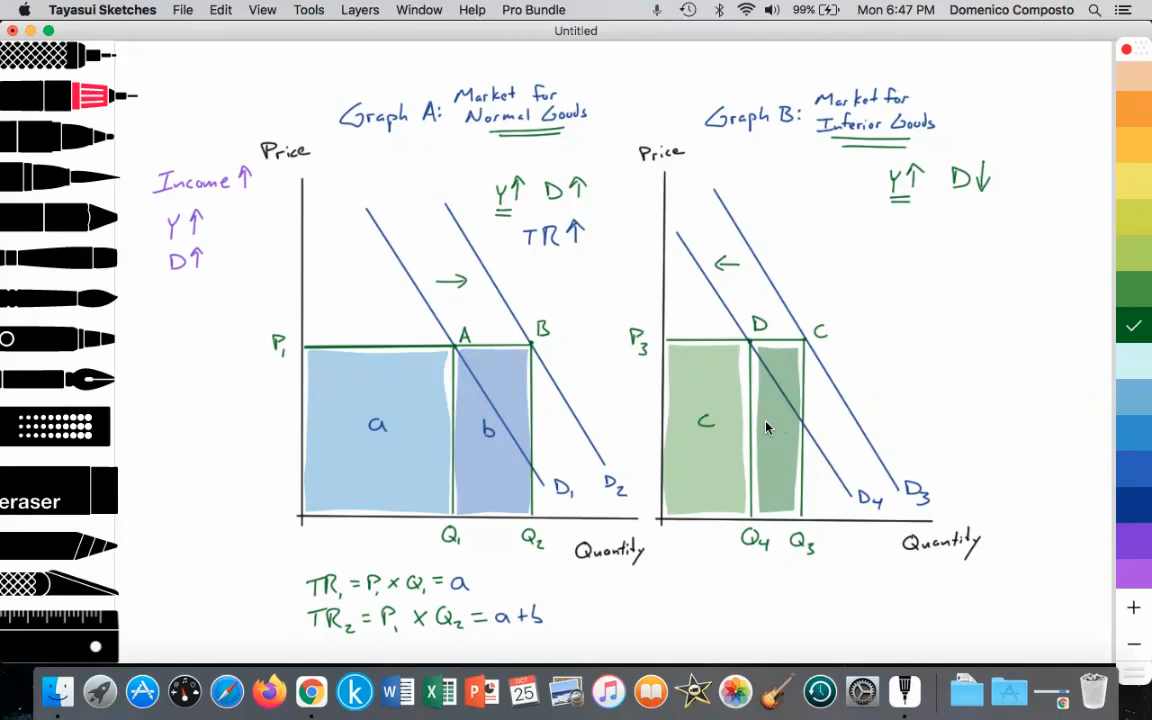 Tayasui Sketches File Edit View Tools Layers Window Help Pro Bundle 99% Mon 6:47 PM Domenico Composto
Untitled
Graph A: Market for
Normal Goods
Graph B: Market for
Inferior Goods
Price
Income ↑
Y ↑
D ↑
Y↑ D↑
TR ↑
P₁
A
B
a
b
D₁
D₂
Q₁
Q₂
Quantity
TR₁ = P₁ × Q₁ = a
TR₂ = P₁ × Q₂ = a+b
Price
Y↑ D↓
P₃
D
C
c
D₄
D₃
Q₄
Q₃
Quantity
eraser
OCT
25